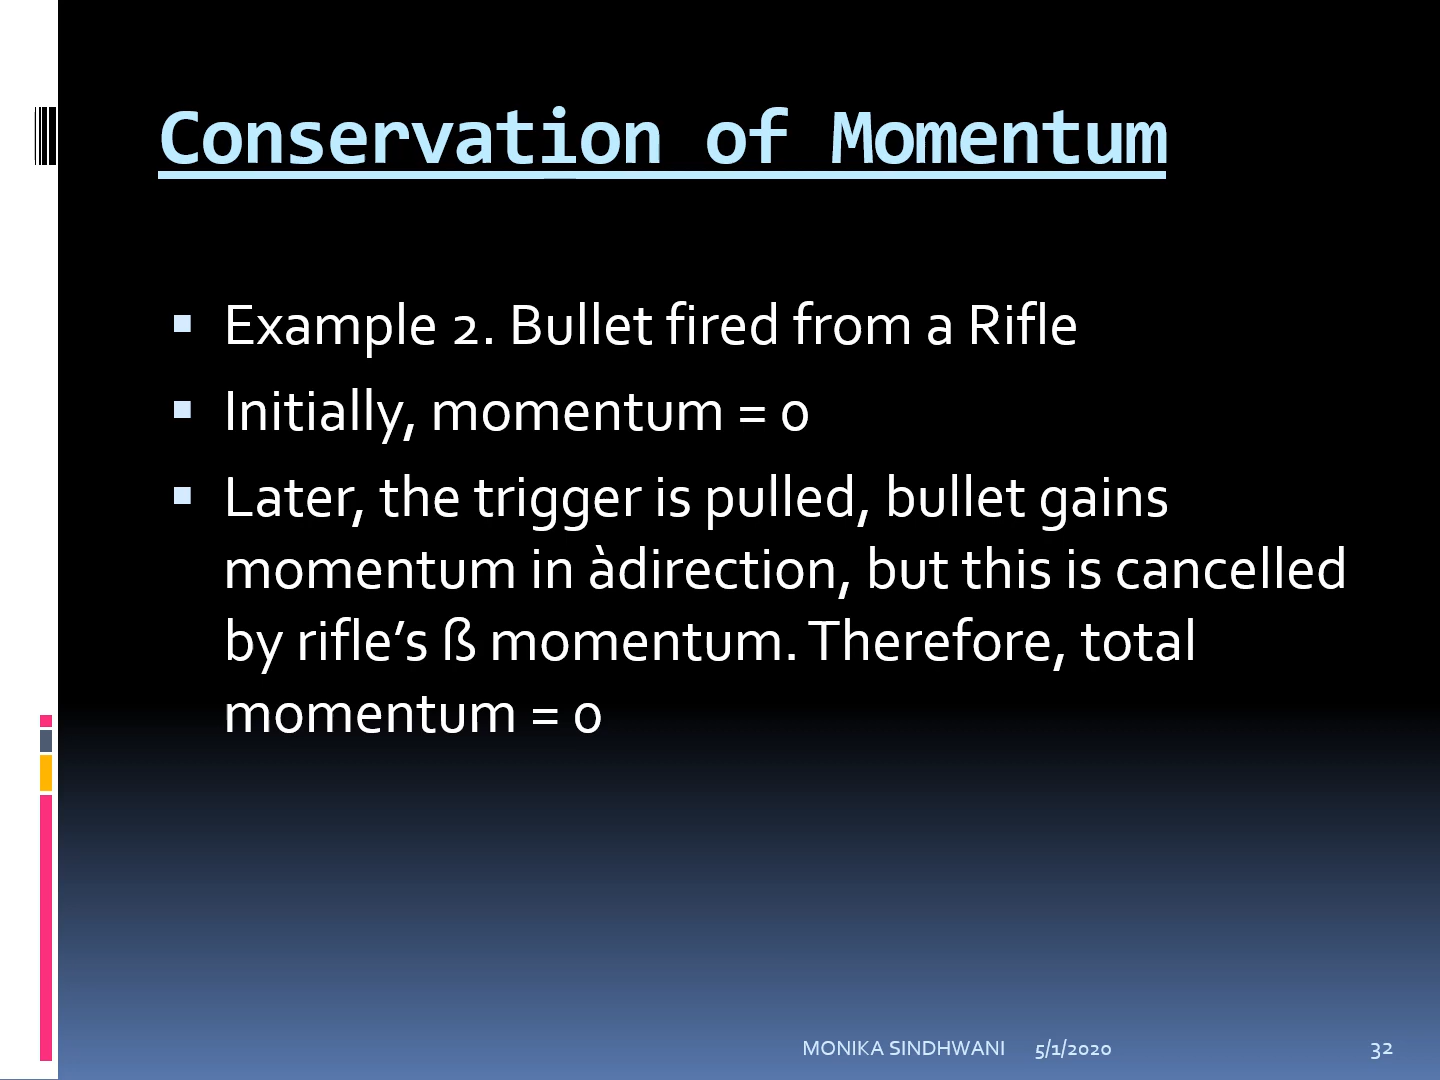 Conservation of Momentum
Example 2. Bullet fired from a Rifle
Initially, momentum = 0
Later, the trigger is pulled, bullet gains
momentum in àdirection, but this is cancelled
by rifle’s ß momentum. Therefore, total
momentum = 0
MONIKA SINDHWANI 5/1/2020 32